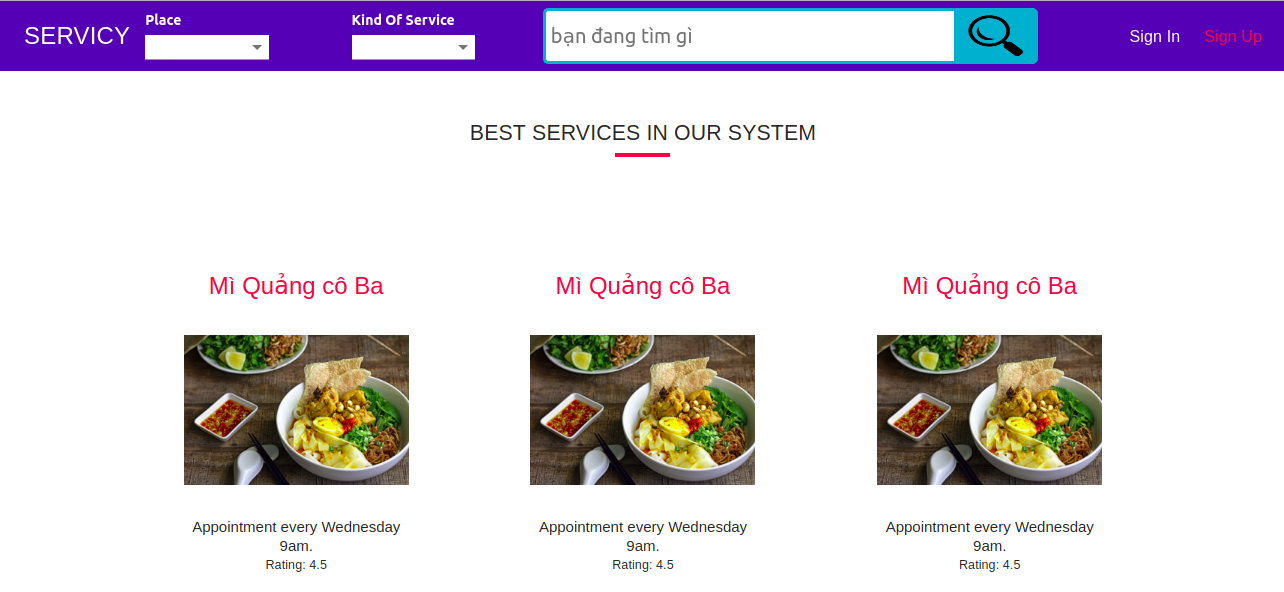 SERVICY
Place
Kind Of Service
bạn đang tìm gì
Sign In
Sign Up
BEST SERVICES IN OUR SYSTEM
Mì Quảng cô Ba
Mì Quảng cô Ba
Mì Quảng cô Ba
Appointment every Wednesday
9am.
Rating: 4.5
Appointment every Wednesday
9am.
Rating: 4.5
Appointment every Wednesday
9am.
Rating: 4.5